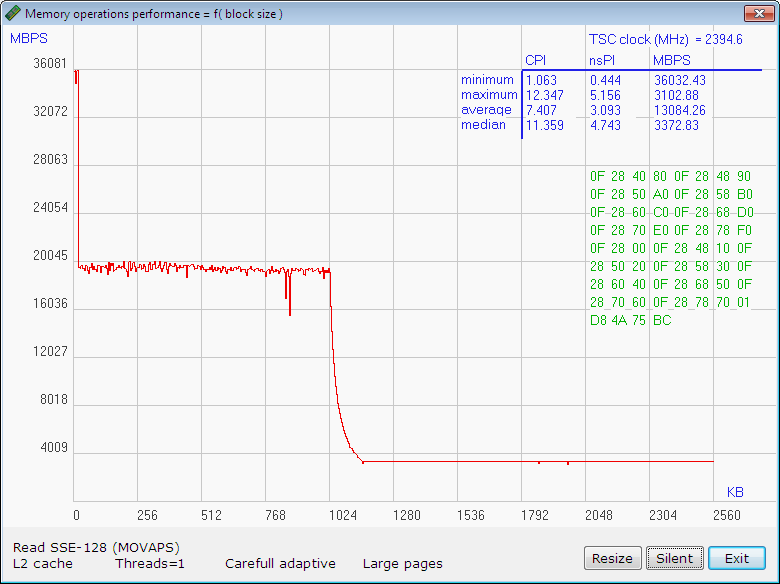 Memory operations performance = f( block size )
MBPS
TSC clock (MHz) = 2394.6
CPI nsPI MBPS
minimum 1.063 0.444 36032.43
maximum 12.347 5.156 3102.88
average 7.407 3.093 13084.26
median 11.359 4.743 3372.83
36081
32072
28063
24054
20045
16036
12027
8018
4009
0F 28 40 80 0F 28 48 90
0F 28 50 A0 0F 28 58 B0
0F 28 60 C0 0F 28 68 D0
0F 28 70 E0 0F 28 78 F0
0F 28 00 0F 28 48 10 0F
28 50 20 0F 28 58 30 0F
28 60 40 0F 28 68 50 0F
28 70 60 0F 28 78 70 01
D8 4A 75 BC
KB
0 256 512 768 1024 1280 1536 1792 2048 2304 2560
Read SSE-128 (MOVAPS)
L2 cache Threads=1 Carefull adaptive Large pages
Resize Silent Exit